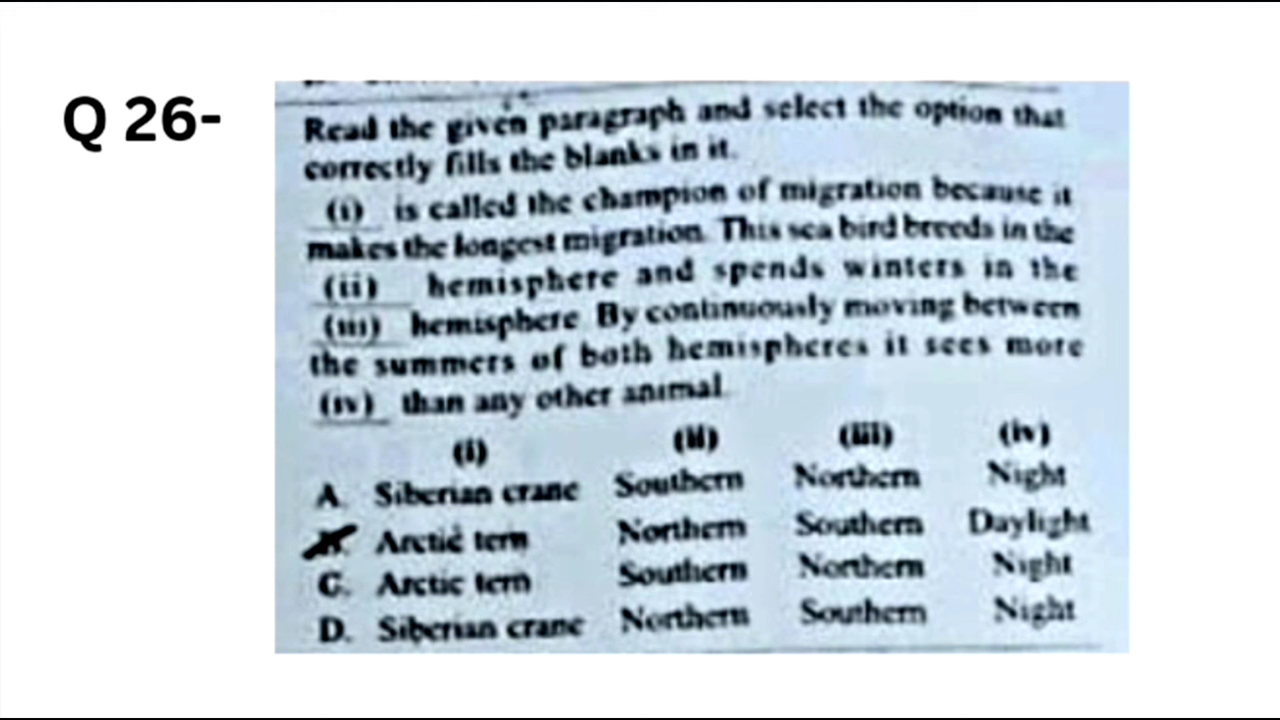 Q 26-
Read the given paragraph and select the option that
correctly fills the blanks in it.
(i) is called the champion of migration because it
makes the longest migration. This sea bird breeds in the
(ii) hemisphere and spends winters in the
(iii) hemisphere. By continuously moving between
the summers of both hemispheres it sees more
(iv) than any other animal.
(i) (ii) (iii) (iv)
A. Siberian crane Southern Northern Night
B. Arctic tern Northern Southern Daylight
C. Arctic tern Southern Northern Night
D. Siberian crane Northern Southern Night